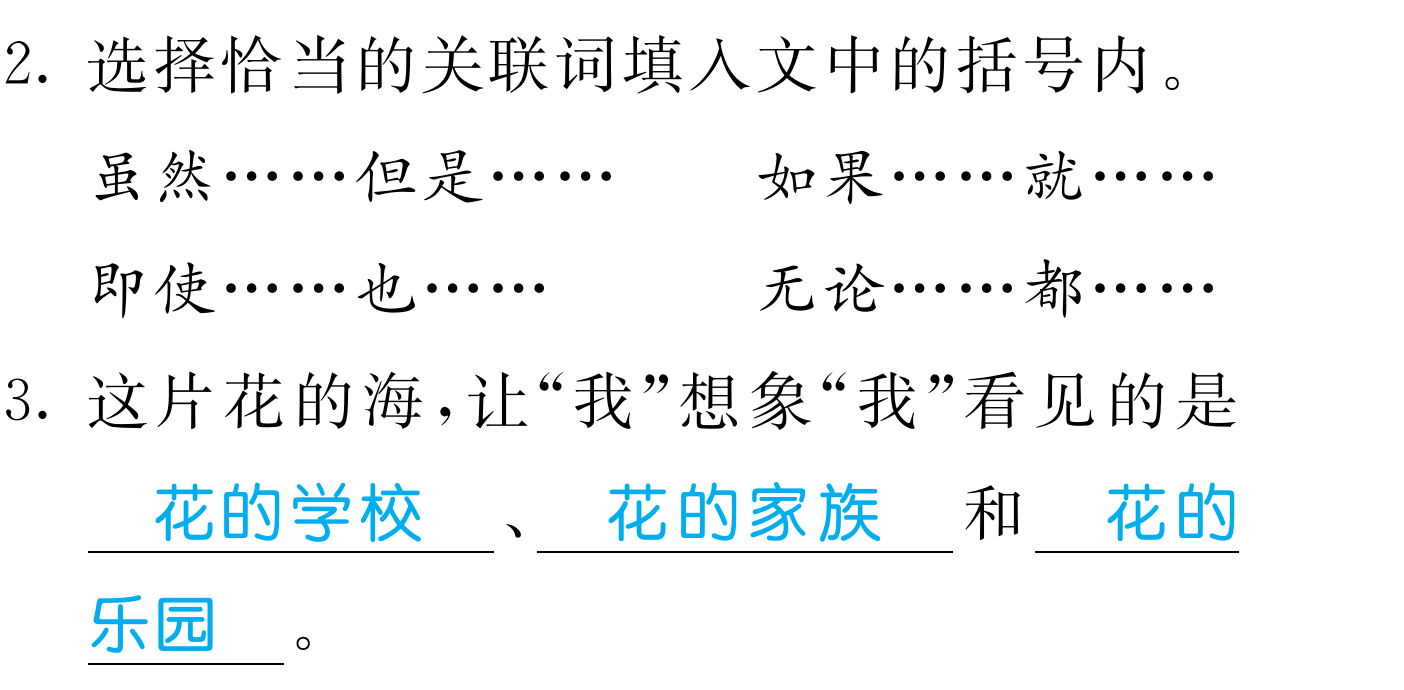 2. 选择恰当的关联词填入文中的括号内。
虽然……但是……　　如果……就……
即使……也……　　无论……都……
3. 这片花的海，让“我”想象“我”看见的是
花的学校、花的家族和花的
乐园。